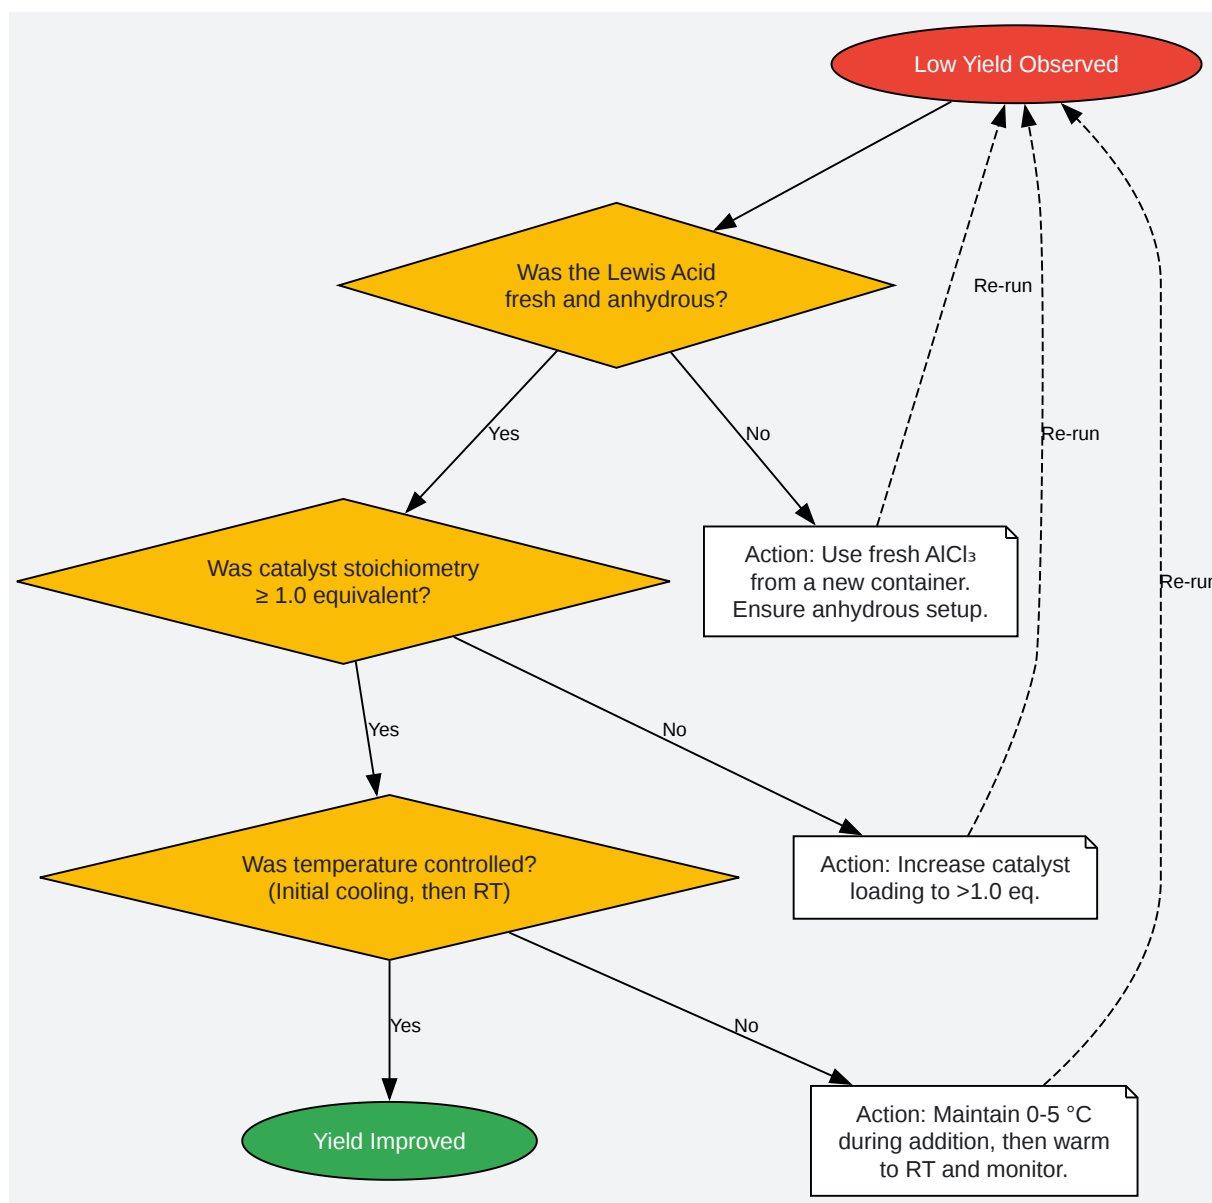 Low Yield Observed
Was the Lewis Acid
fresh and anhydrous?
Re-run
Yes
No
Re-run
Action: Use fresh AlCl₃
from a new container.
Ensure anhydrous setup.
Was catalyst stoichiometry
≥ 1.0 equivalent?
Re-run
Yes
No
Action: Increase catalyst
loading to >1.0 eq.
Was temperature controlled?
(Initial cooling, then RT)
Yes
No
Action: Maintain 0-5 °C
during addition, then warm
to RT and monitor.
Yield Improved